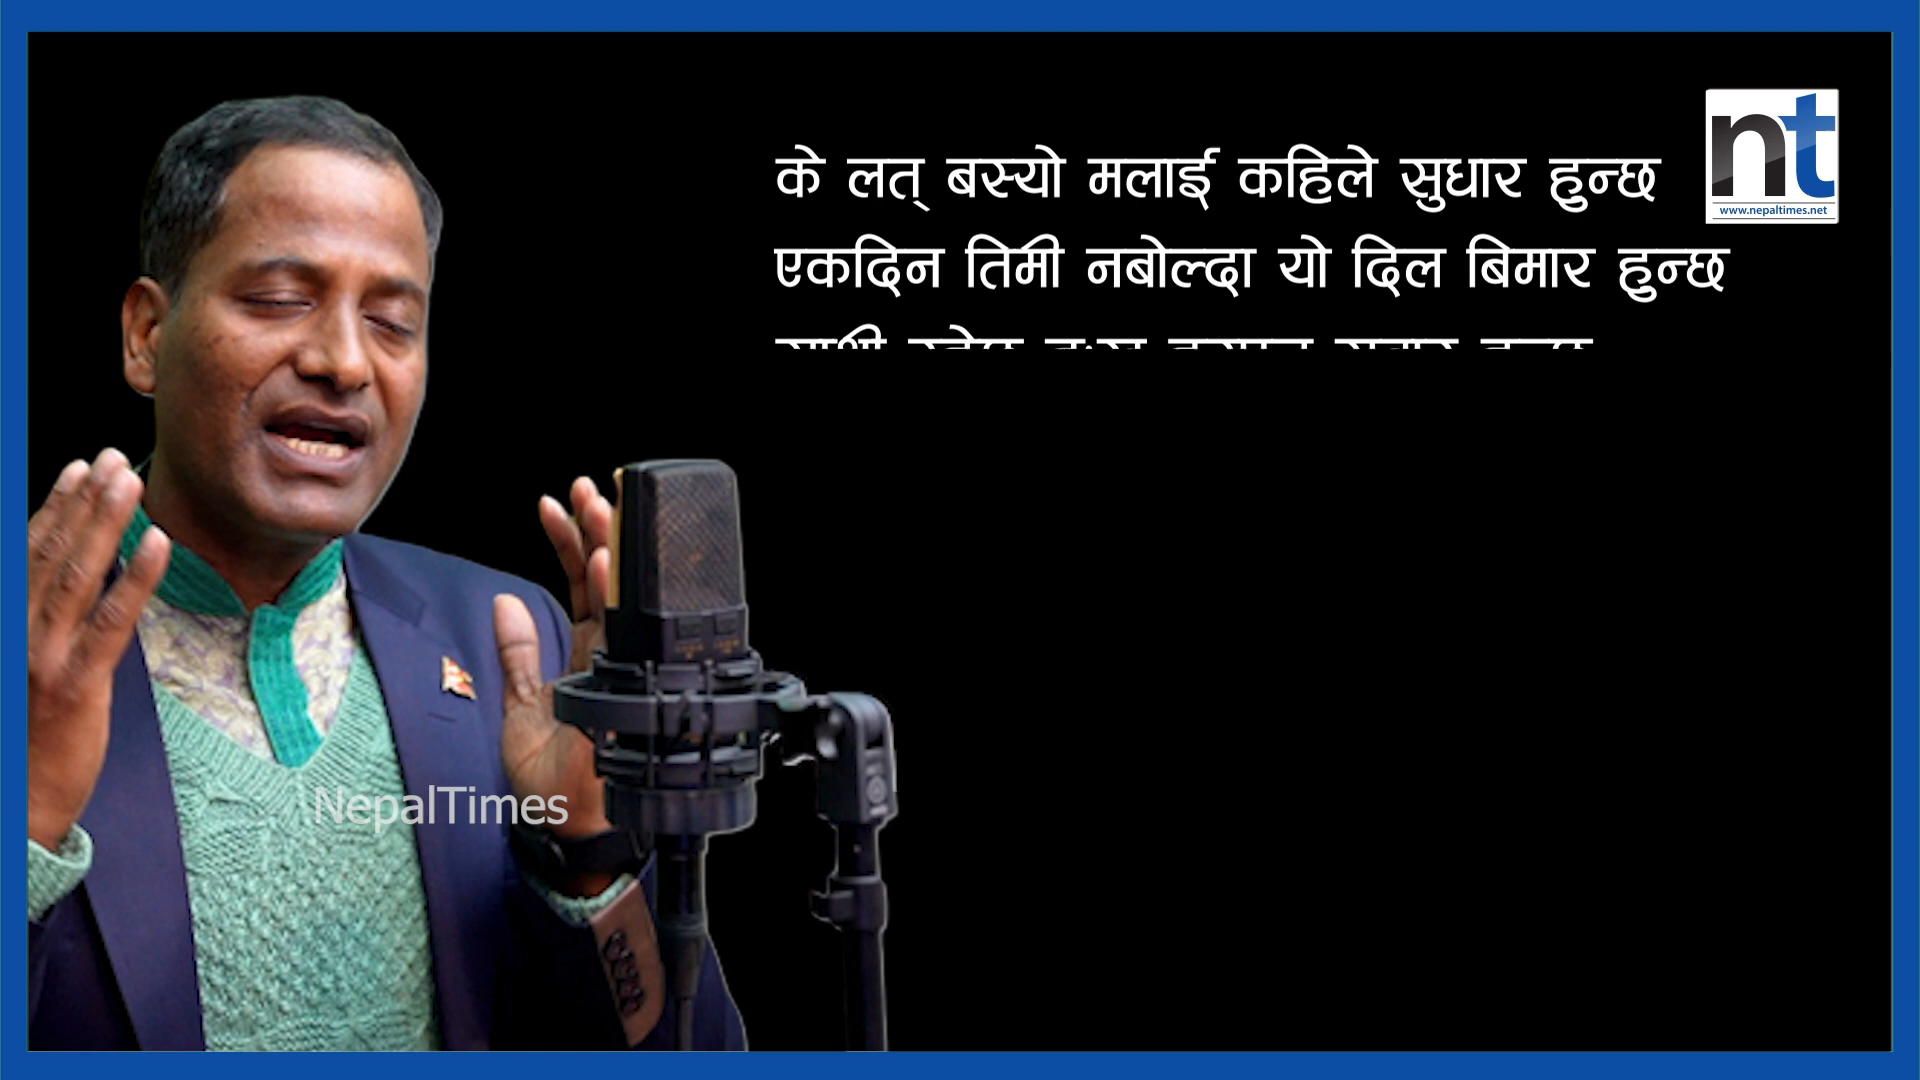 के लत् बस्यो मलाई कहिले सुधार हुन्छ
एकदिन तिमी नबोल्दा यो दिल बिमार हुन्छ
nt
www.nepaltimes.net
NepalTimes